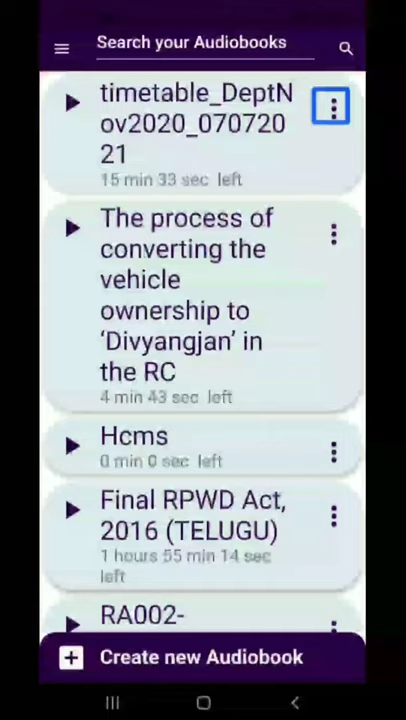 Search your Audiobooks
timetable_DeptN
ov2020_070720
21
15 min 33 sec left
The process of
converting the
vehicle
ownership to
‘Divyangjan’ in
the RC
4 min 43 sec left
Hcms
0 min 0 sec left
Final RPWD Act,
2016 (TELUGU)
1 hours 55 min 14 sec
left
RA002-
Create new Audiobook